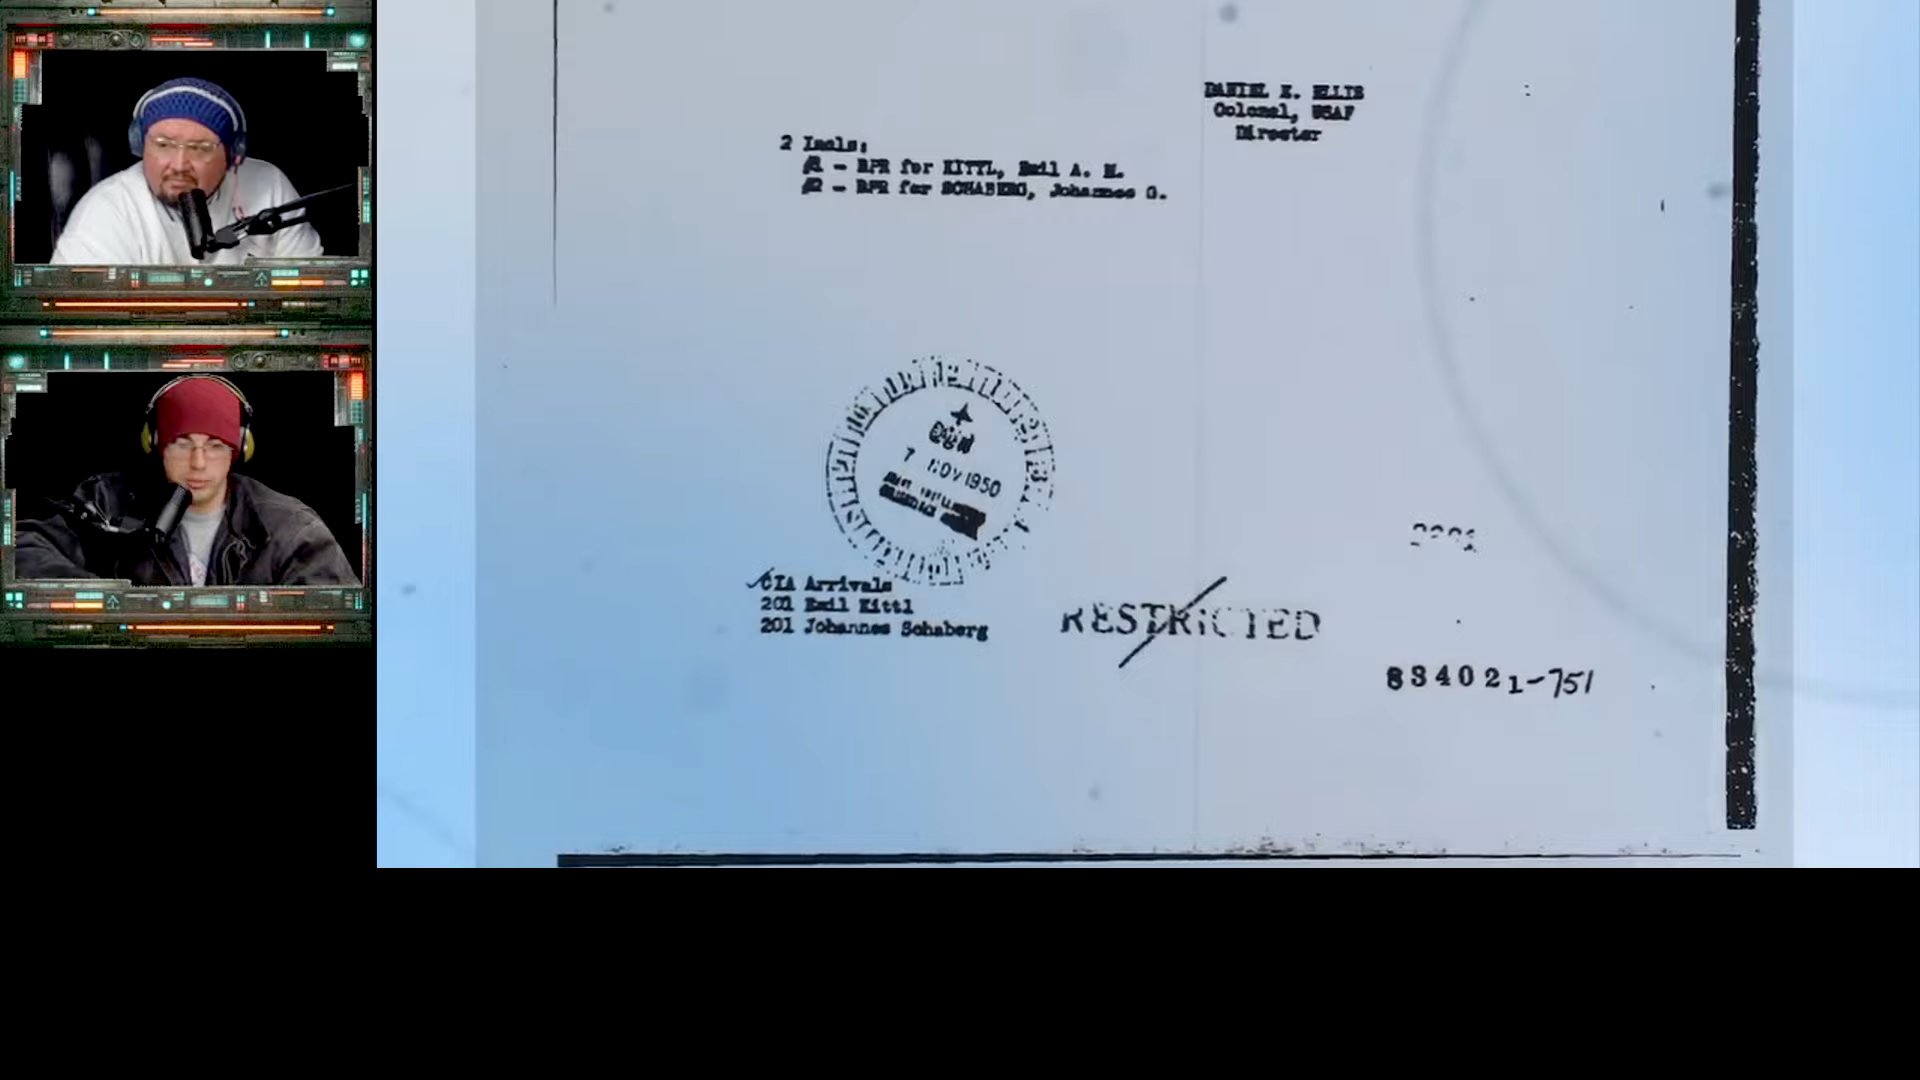 DANIEL E. ELLIS
Colonel, USAF
Director
2 Incls:
#1 - BPR for KITTL, Emil A. H.
#2 - BPR for SCHABERG, Johannes G.
7 NOV 1950
CIA Arrivals
201 Emil Kittl
201 Johannes Schaberg
RESTRICTED
834021-751